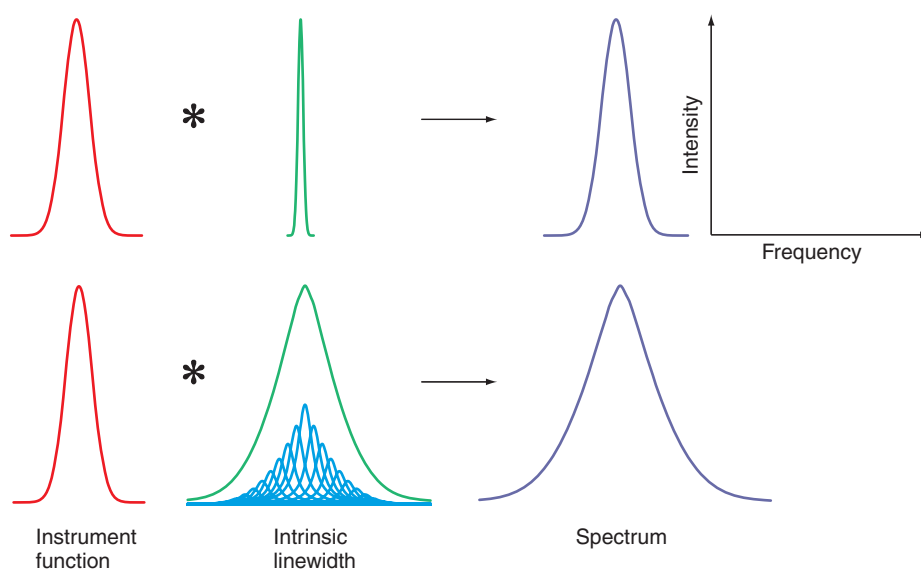 *
Intensity
Frequency
*
Instrument
function
Intrinsic
linewidth
Spectrum